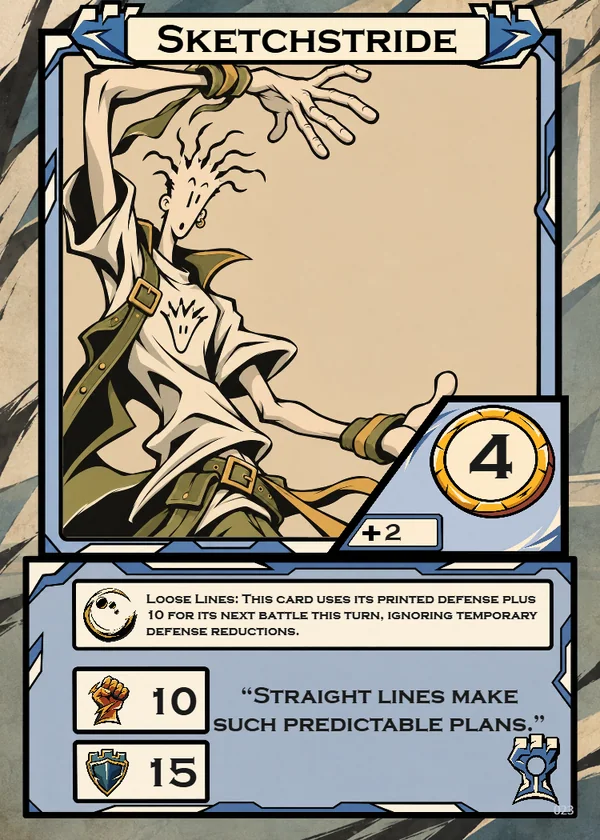 Sketchstride
4
+2
Loose Lines: This card uses its printed defense plus
10 for its next battle this turn, ignoring temporary
defense reductions.
10
“Straight lines make
such predictable plans.”
15
023